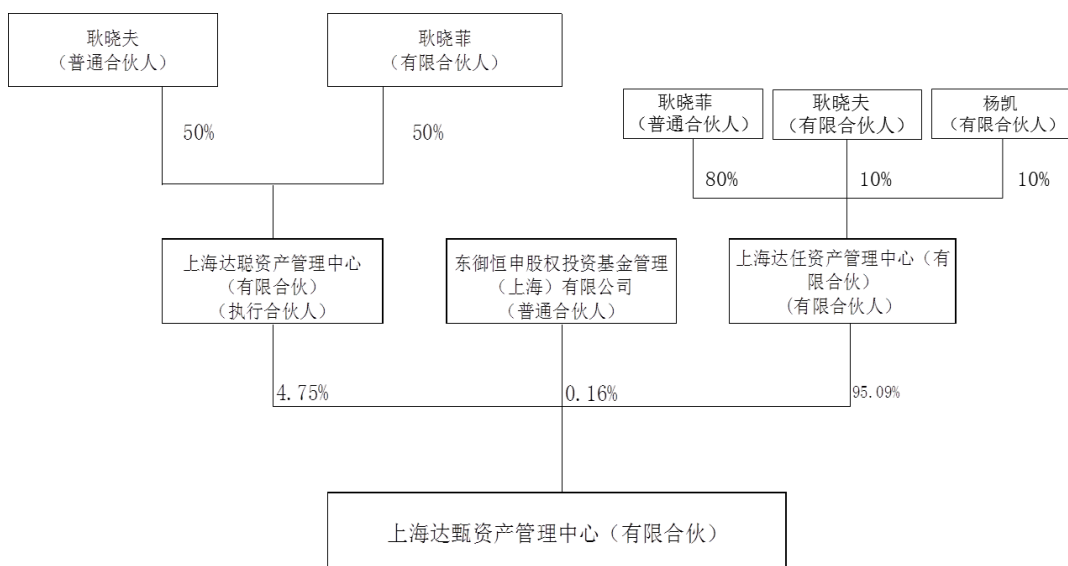 耿晓夫
（普通合伙人）
耿晓菲
（有限合伙人）
耿晓菲
（普通合伙人）
耿晓夫
（有限合伙人）
杨凯
（有限合伙人）
50%
50%
80%
10%
10%
上海达聪资产管理中心
（有限合伙）
（执行合伙人）
东御恒申股权投资基金管理
（上海）有限公司
（普通合伙人）
上海达任资产管理中心（有
限合伙）
(有限合伙人）
4.75%
0.16%
95.09%
上海达甄资产管理中心（有限合伙）